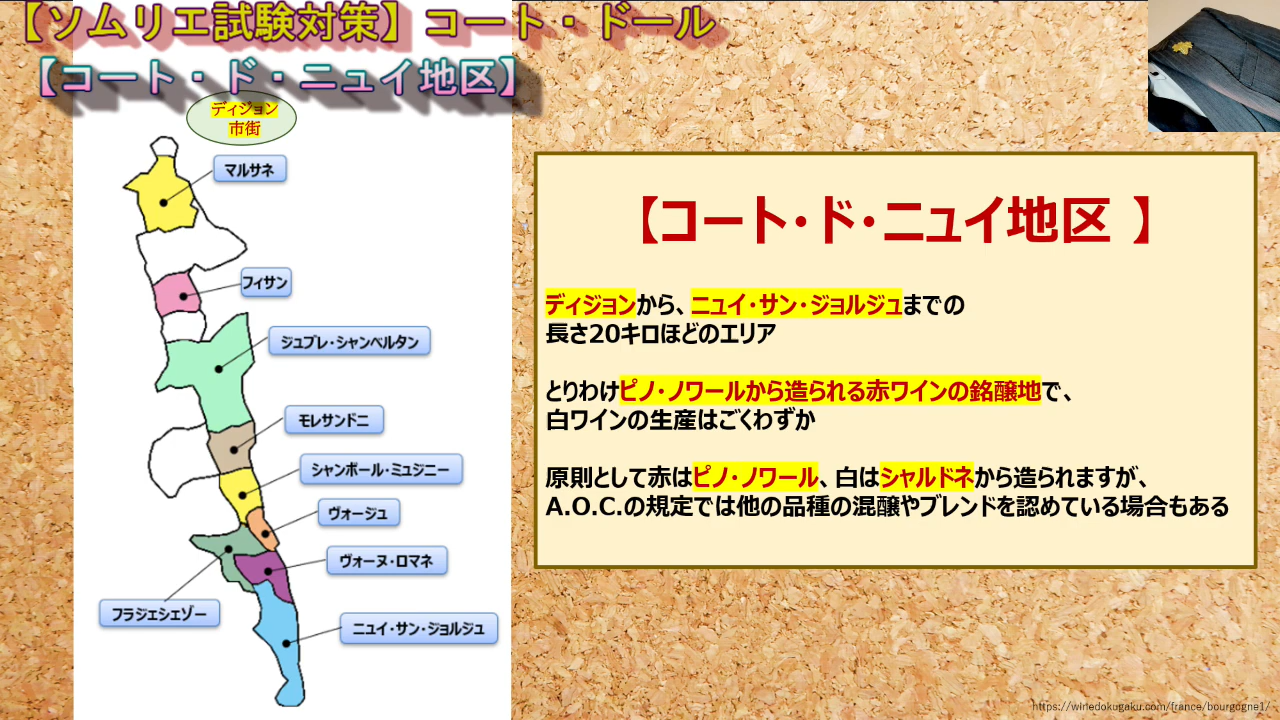 【ソムリエ試験対策】コート・ドール
【コート・ド・ニュイ地区】
ディジョン
市街
マルサネ
フィサン
ジュブレ・シャンベルタン
モレサンドニ
シャンボール・ミュジニー
ヴォージュ
ヴォーヌ・ロマネ
フラジェシェゾー
ニュイ・サン・ジョルジュ
【コート・ド・ニュイ地区 】
ディジョンから、ニュイ・サン・ジョルジュまでの
長さ20キロほどのエリア
とりわけピノ・ノワールから造られる赤ワインの銘醸地で、
白ワインの生産はごくわずか
原則として赤はピノ・ノワール、白はシャルドネから造られますが、
A.O.C.の規定では他の品種の混醸やブレンドを認めている場合もある
https://winedokugaku.com/france/bourgogne1/